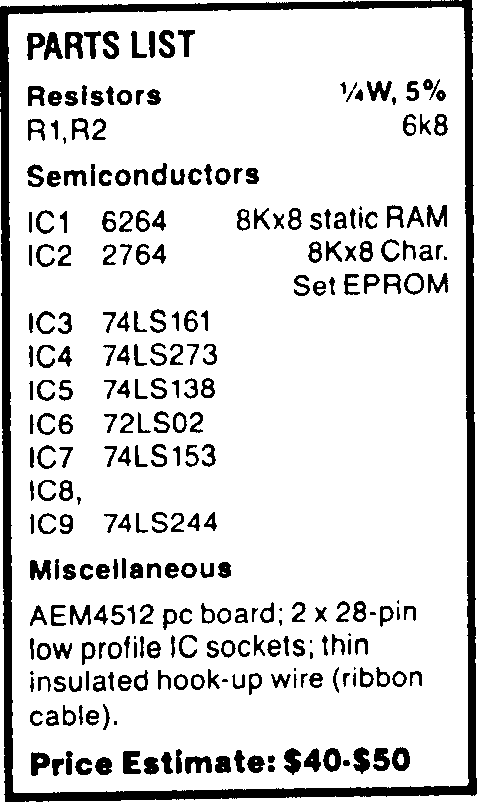 PARTS LIST
Resistors ¼W, 5%
R1,R2 6k8
Semiconductors
IC1 6264 8Kx8 static RAM
IC2 2764 8Kx8 Char.
Set EPROM
IC3 74LS161
IC4 74LS273
IC5 74LS138
IC6 72LS02
IC7 74LS153
IC8,
IC9 74LS244
Miscellaneous
AEM4512 pc board; 2 x 28-pin
low profile IC sockets; thin
insulated hook-up wire (ribbon
cable).
Price Estimate: $40-$50